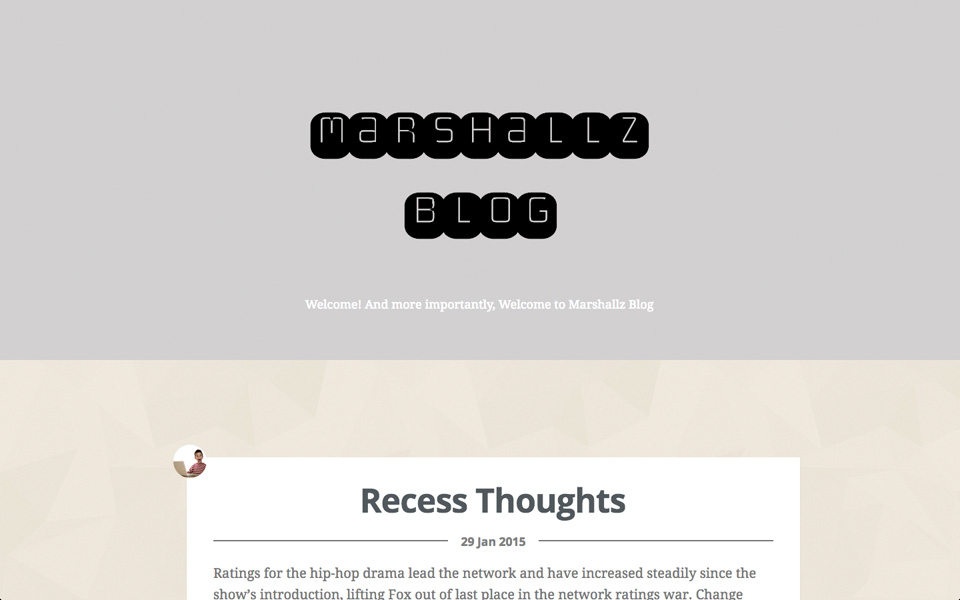 MaRSHaLLZ
BLOG
Welcome! And more importantly, Welcome to Marshallz Blog
Recess Thoughts
29 Jan 2015
Ratings for the hip-hop drama lead the network and have increased steadily since the
show's introduction, lifting Fox out of last place in the network ratings war. Change